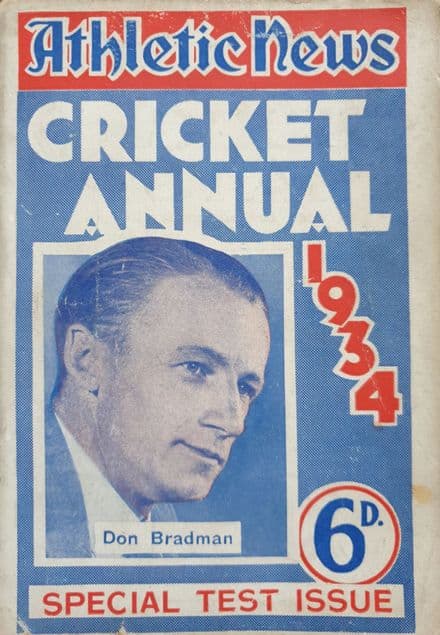 Athletic News
CRICKET
ANNUAL
1934
Don Bradman
6D.
SPECIAL TEST ISSUE